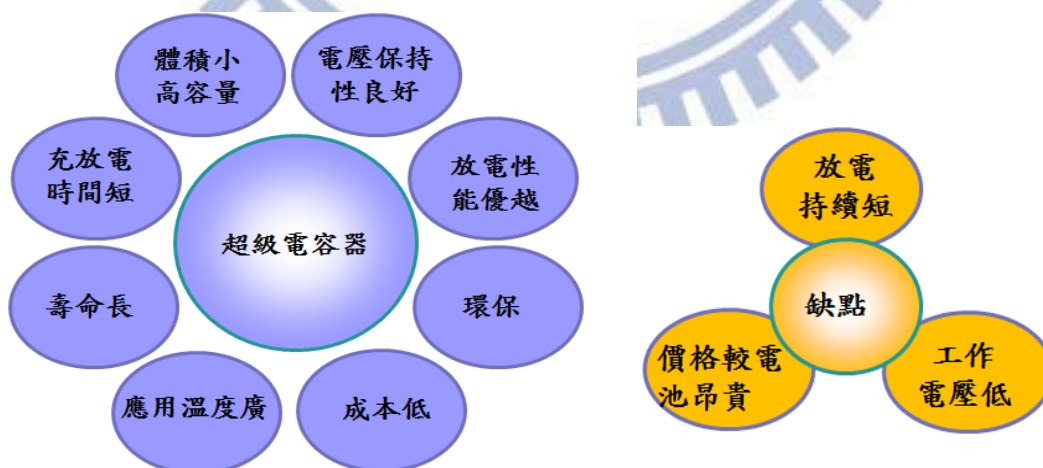 體積小
高容量
電壓保持
性良好
充放電
時間短
放電性
能優越
超級電容器
壽命長
環保
應用溫度廣
成本低
放電
持續短
缺點
價格較電
池昂貴
工作
電壓低